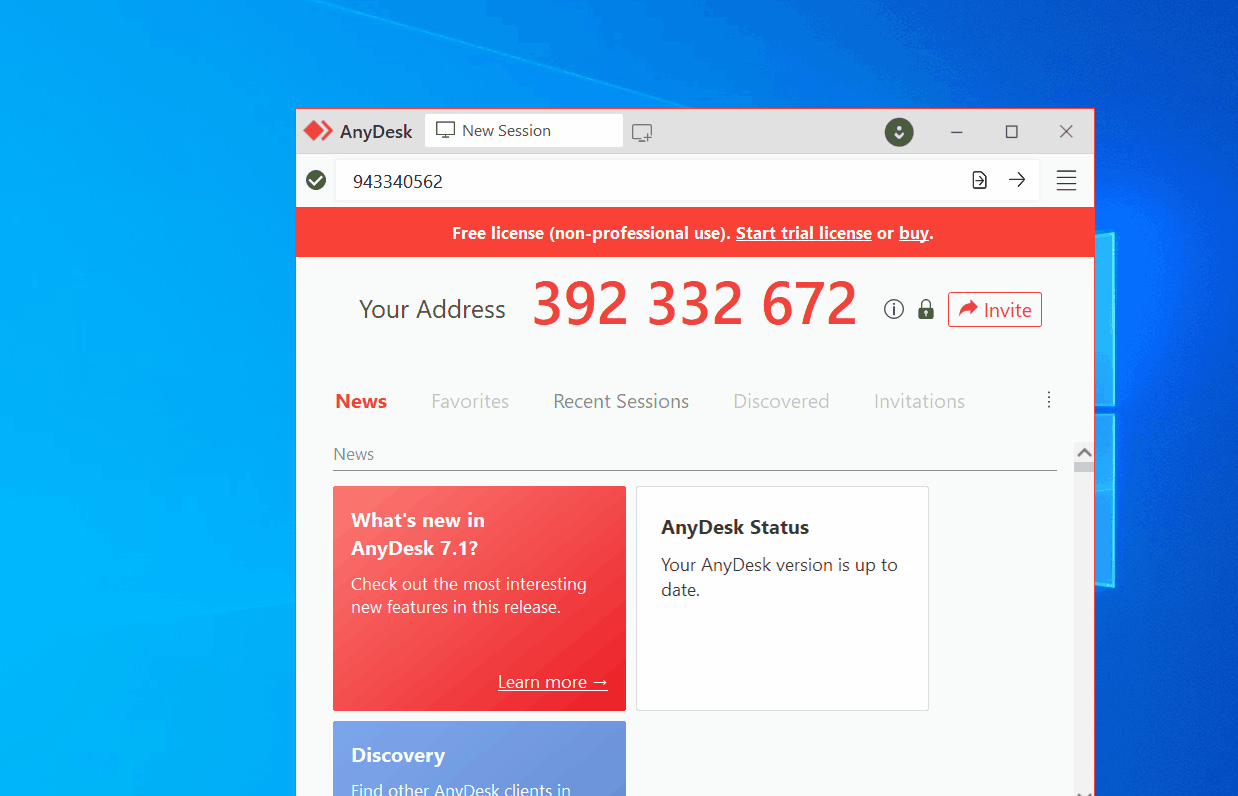 AnyDesk New Session
943340562
Free license (non-professional use). Start trial license or buy.
Your Address 392 332 672 Invite
News Favorites Recent Sessions Discovered Invitations
News
What's new in
AnyDesk 7.1?
Check out the most interesting
new features in this release.
Learn more →
AnyDesk Status
Your AnyDesk version is up to
date.
Discovery
Find other AnyDesk clients in